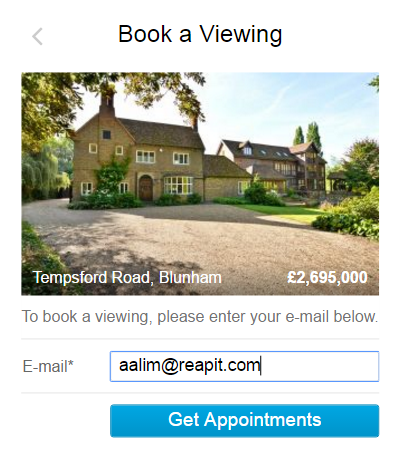 Book a Viewing
Tempsford Road, Blunham £2,695,000
To book a viewing, please enter your e-mail below.
E-mail* aalim@reapit.com
Get Appointments